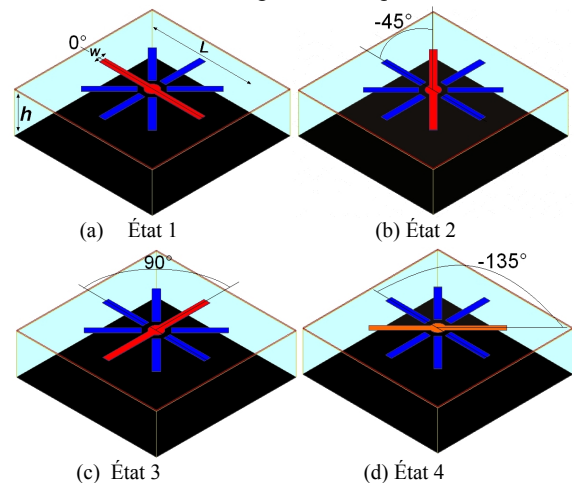 0°
w
L
h
-45°
(a) État 1
(b) État 2
90°
-135°
(c) État 3
(d) État 4